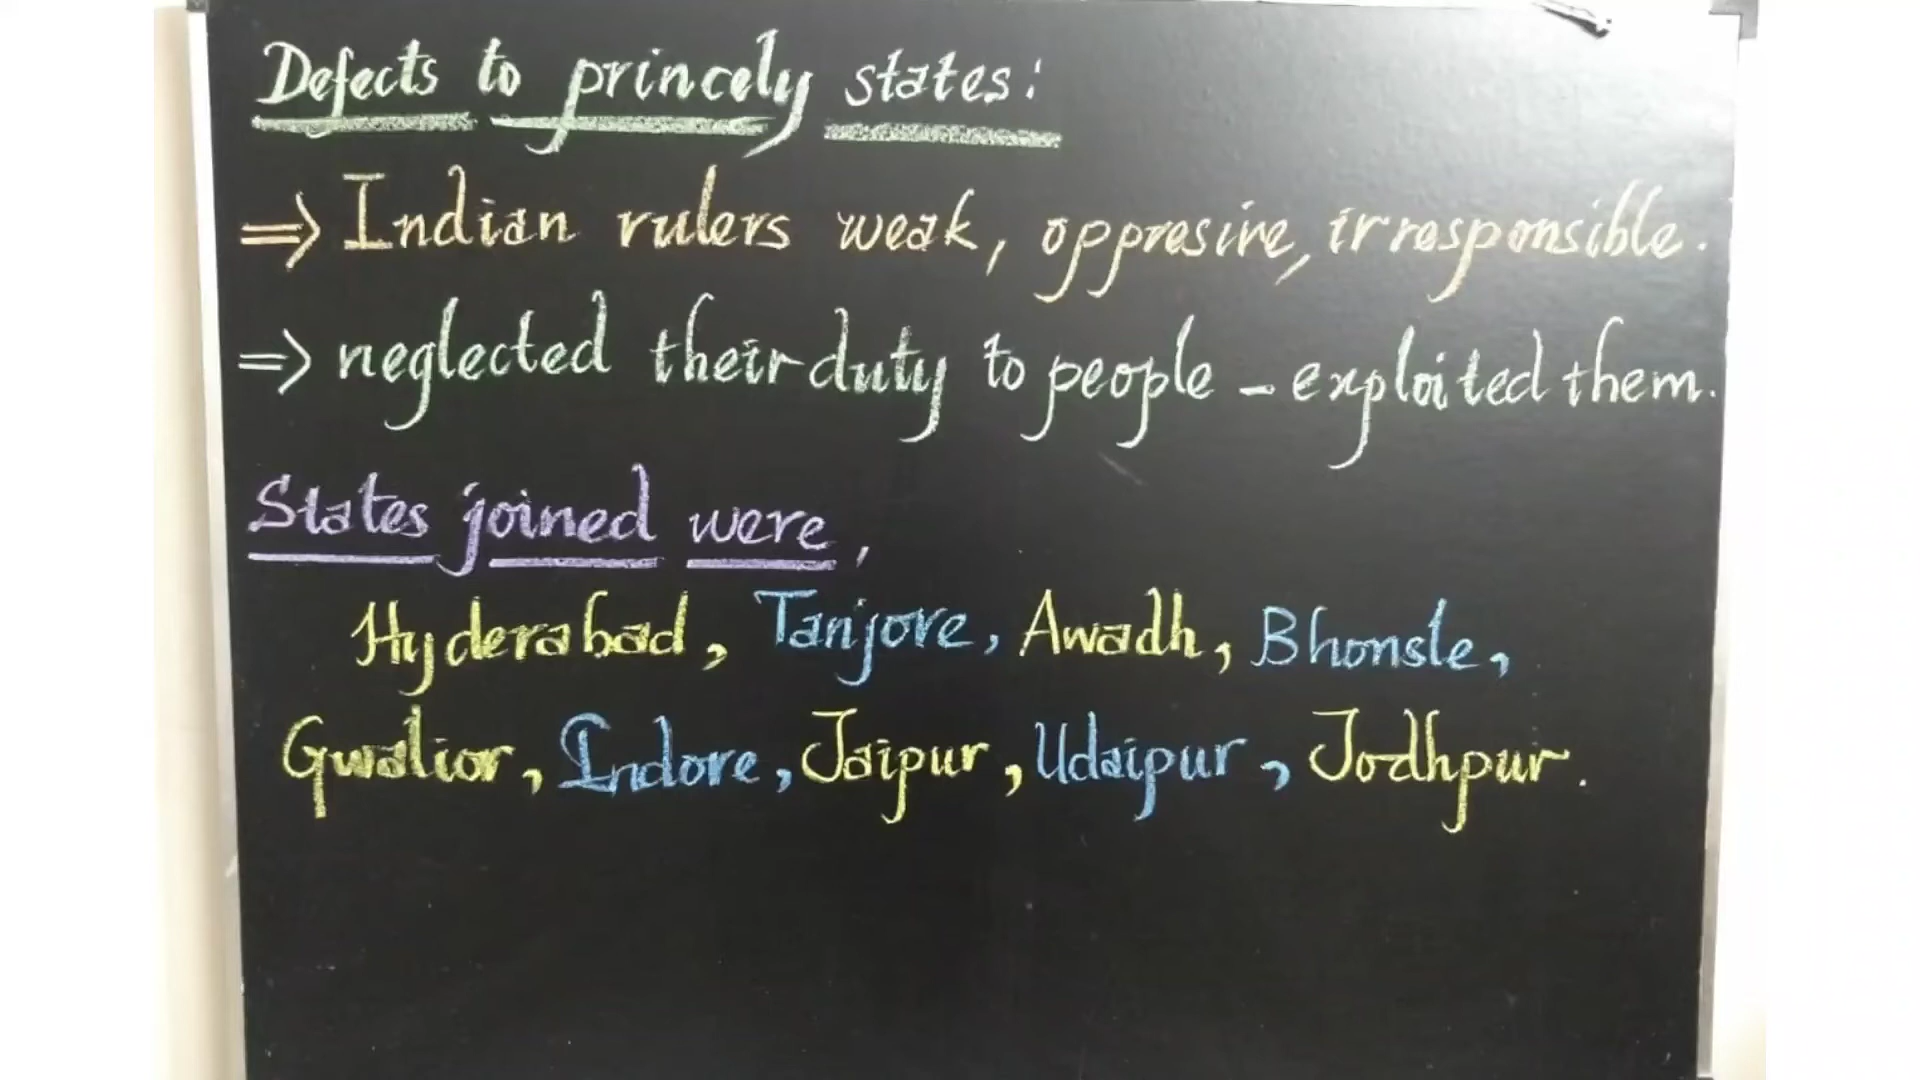 Defects to princely states:
=> Indian rulers weak, oppresive, irresponsible.
=> neglected their duty to people - exploited them.
States joined were,
Hyderabad, Tanjore, Awadh, Bhonsle,
Gwalior, Indore, Jaipur, Udaipur, Jodhpur.